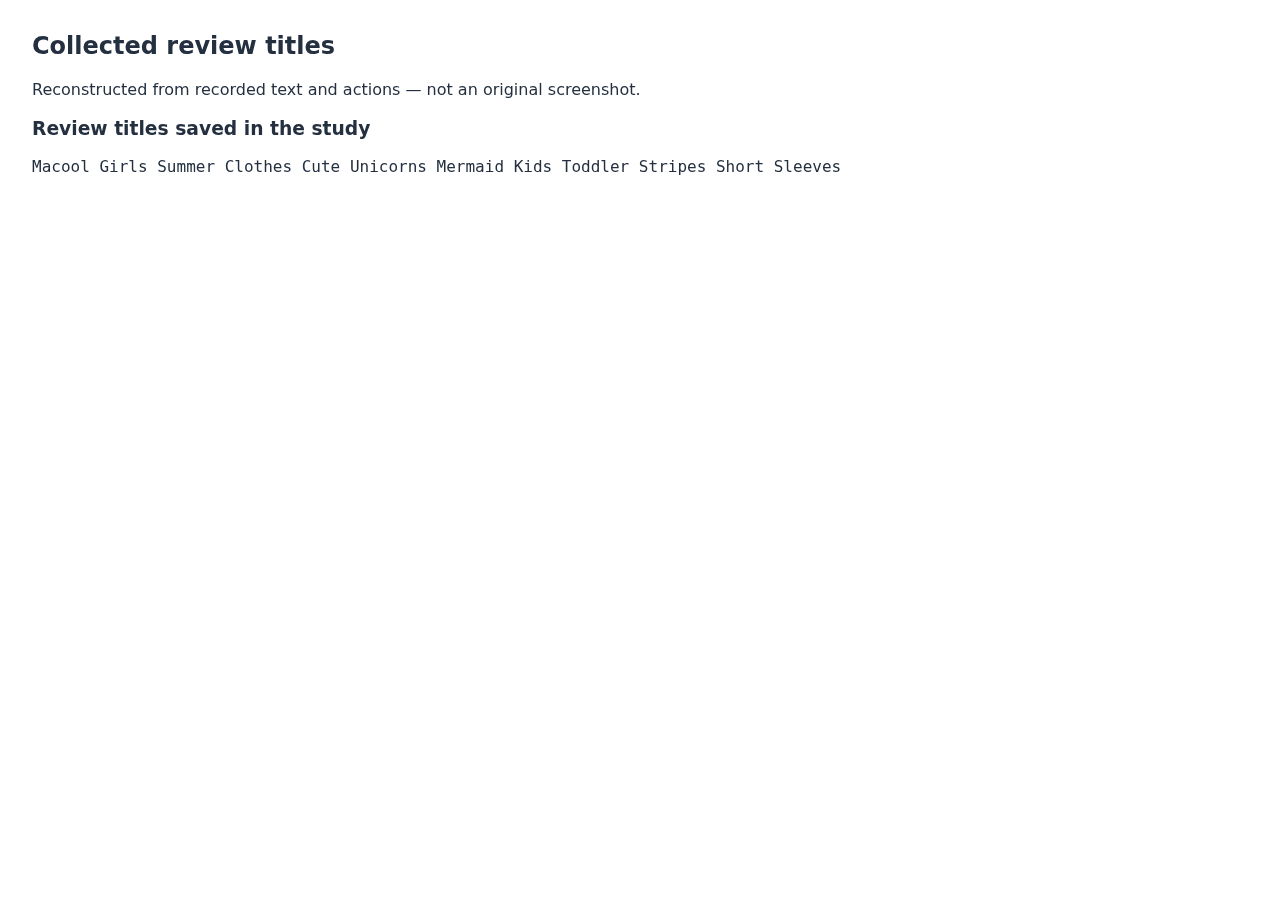 Collected review titles
Reconstructed from recorded text and actions — not an original screenshot.
Review titles saved in the study
Macool Girls Summer Clothes Cute Unicorns Mermaid Kids Toddler Stripes Short Sleeves